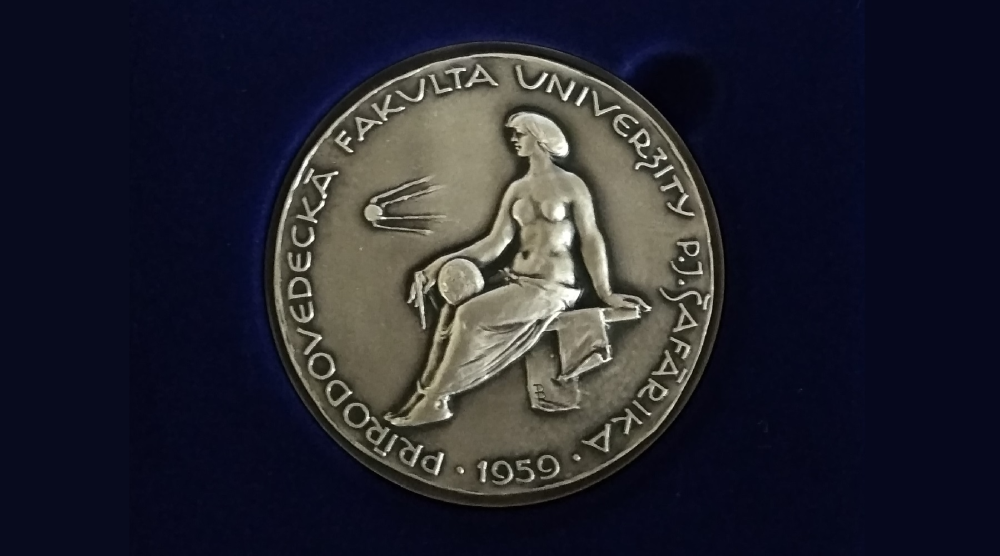 PRÍRODOVEDECKÁ FAKULTA UNIVERZITY P.J. ŠAFÁRIKA
· 1959 ·